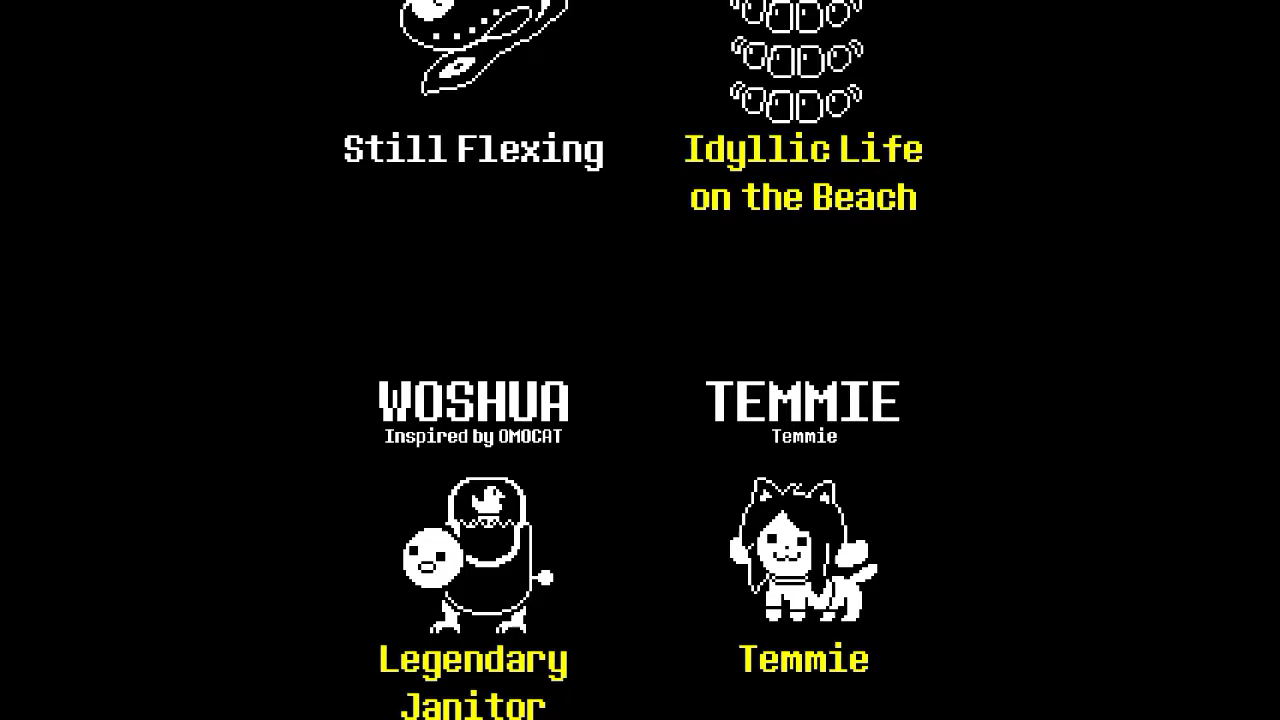 Still Flexing
Idyllic Life
on the Beach
WOSHUA
Inspired by OMOCAT
TEMMIE
Temmie
Legendary
Janitor
Temmie